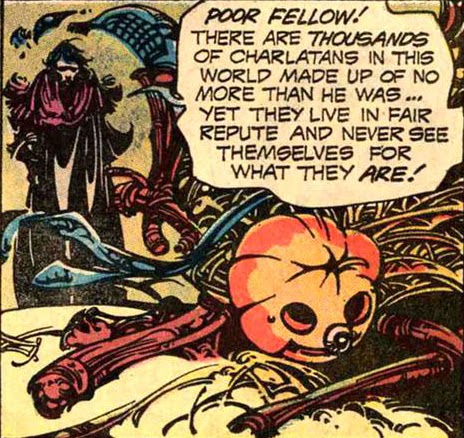 POOR FELLOW!
THERE ARE THOUSANDS
OF CHARLATANS IN THIS
WORLD MADE UP OF NO
MORE THAN HE WAS...
YET THEY LIVE IN FAIR
REPUTE AND NEVER SEE
THEMSELVES FOR
WHAT THEY ARE!